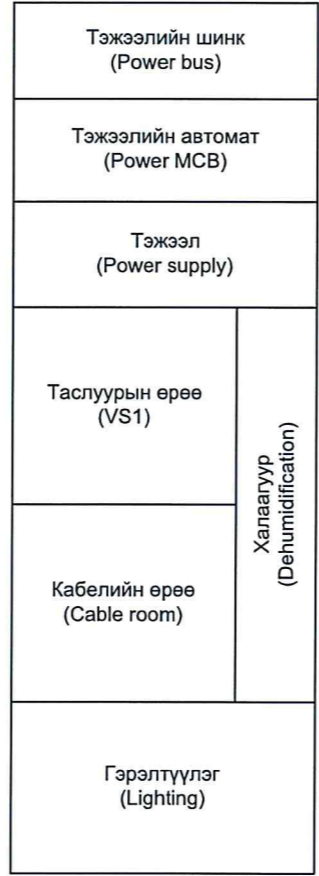 Тэжээлийн шинк
(Power bus)
Тэжээлийн автомат
(Power MCB)
Тэжээл
(Power supply)
Таслуурын өрөө
(VS1)
Халаагуур
(Dehumidification)
Кабелийн өрөө
(Cable room)
Гэрэлтүүлэг
(Lighting)